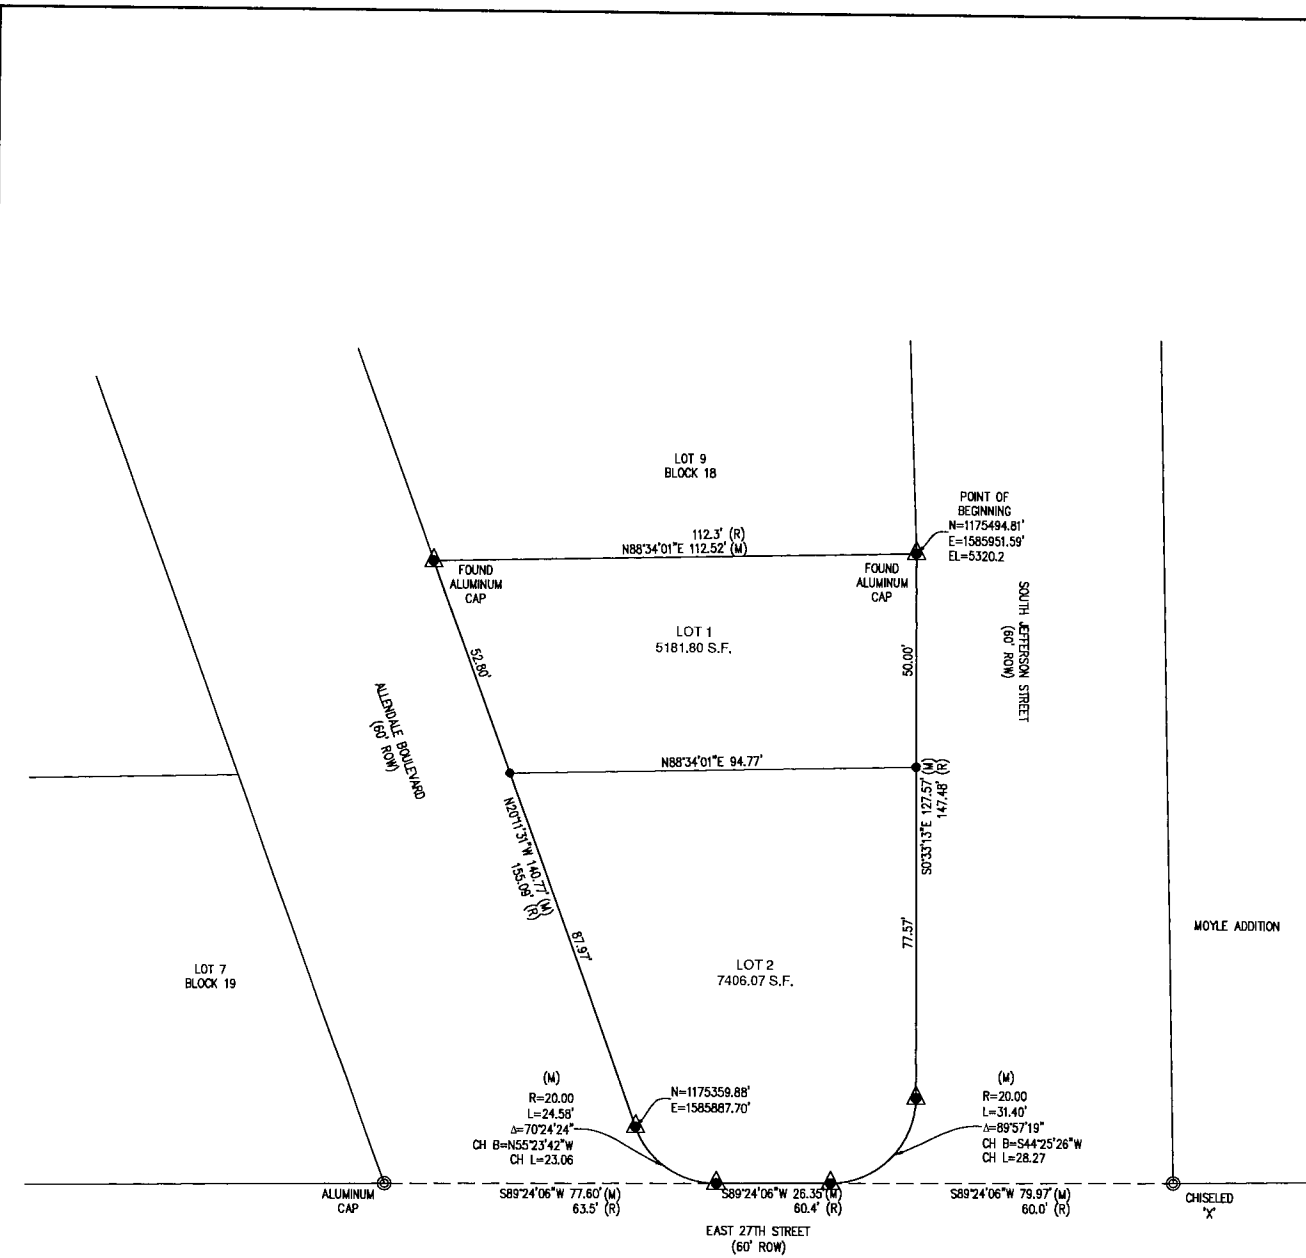 LOT 9
BLOCK 18
POINT OF
BEGINNING
N=1175494.81'
E=1585951.59'
EL=5320.2
112.3' (R)
N88°34'01"E 112.52' (M)
FOUND
ALUMINUM
CAP
FOUND
ALUMINUM
CAP
LOT 1
5181.80 S.F.
52.80'
50.00'
SOUTH JEFFERSON STREET
(60' ROW)
ALLENDALE BOULEVARD
(60' ROW)
N88°34'01"E 94.77'
S0°33'13"E 127.57' (M)
147.48' (R)
N20°11'31"W 140.77' (M)
155.09' (R)
87.97'
77.57'
MOYLE ADDITION
LOT 7
BLOCK 19
LOT 2
7406.07 S.F.
(M)
R=20.00
L=24.58'
Δ=70°24'24"
CH B=N55°23'42"W
CH L=23.06
N=1175359.88'
E=1585887.70'
(M)
R=20.00
L=31.40'
Δ=89°57'19"
CH B=S44°25'26"W
CH L=28.27
ALUMINUM
CAP
S89°24'06"W 77.60' (M)
63.5' (R)
S89°24'06"W 26.35' (M)
60.4' (R)
S89°24'06"W 79.97' (M)
60.0' (R)
CHISELED
'X'
EAST 27TH STREET
(60' ROW)